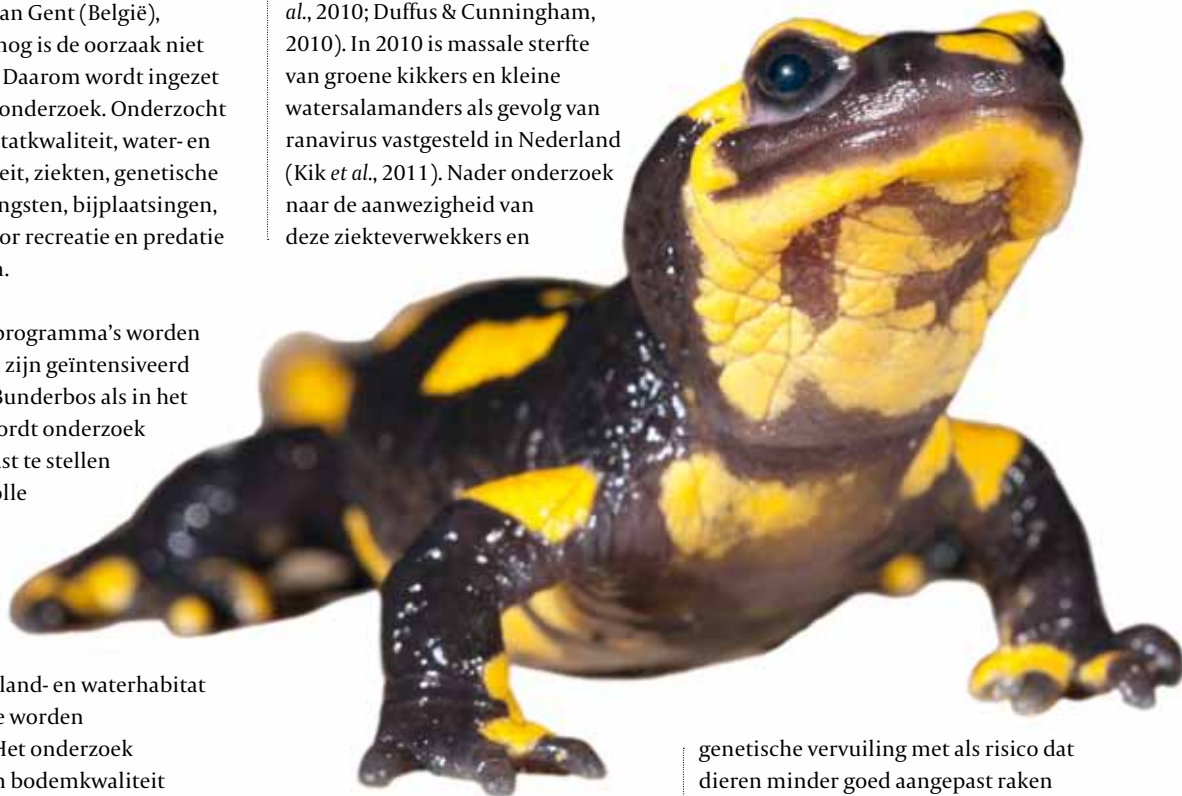 an Gent (België),
nog is de oorzaak niet
Daarom wordt ingezet
onderzoek. Onderzocht
tatkwaliteit, water- en
eit, ziekten, genetische
ngsten, bijplaatsingen,
or recreatie en predatie
n.
programma's worden
zijn geïntensiveerd
Bunderbos als in het
ordt onderzoek
st te stellen
olle
land- en waterhabitat
e worden
Het onderzoek
n bodemkwaliteit
al., 2010; Duffus & Cunningham,
2010). In 2010 is massale sterfte
van groene kikkers en kleine
watersalamanders als gevolg van
ranavirus vastgesteld in Nederland
(Kik et al., 2011). Nader onderzoek
naar de aanwezigheid van
deze ziekteverwekkers en
genetische vervuiling met als risico dat
dieren minder goed aangepast raken